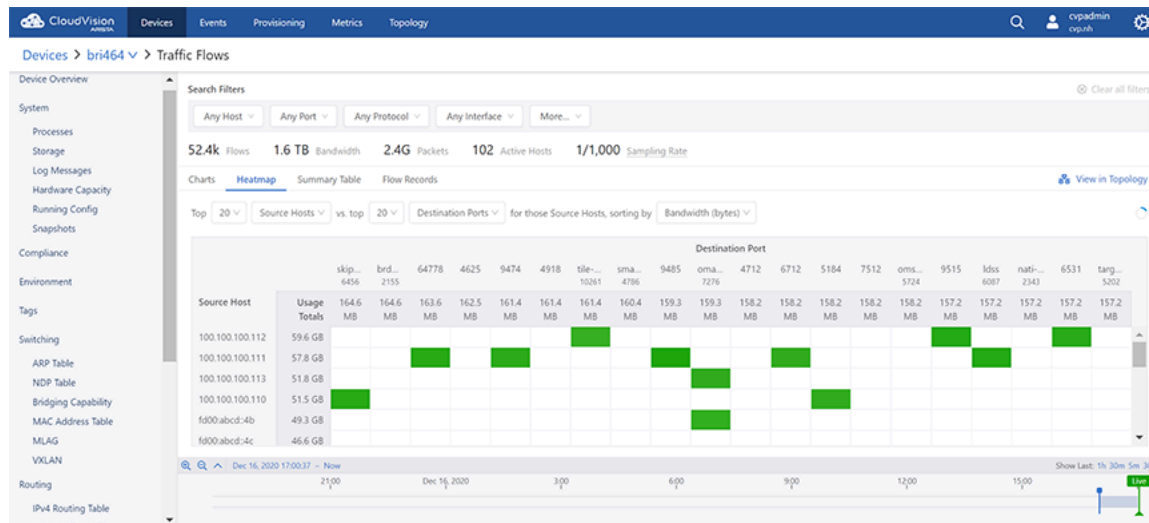 CloudVision Devices Events Provisioning Metrics Topology cvpadmin
ARISTA cvp.nh
Devices > bri464 > Traffic Flows
Device Overview
System
Processes
Storage
Log Messages
Hardware Capacity
Running Config
Snapshots
Compliance
Environment
Tags
Switching
ARP Table
NDP Table
Bridging Capability
MAC Address Table
MLAG
VXLAN
Routing
IPv4 Routing Table
Search Filters Clear all filters
Any Host Any Port Any Protocol Any Interface More...
52.4k Flows 1.6 TB Bandwidth 2.4G Packets 102 Active Hosts 1/1,000 Sampling Rate
Charts Heatmap Summary Table Flow Records View in Topology
Top 20 Source Hosts vs. top 20 Destination Ports for those Source Hosts, sorting by Bandwidth (bytes)
Destination Port
skip... brd... 64778 4625 9474 4918 tile-... sma... 9485 oma... 4712 6712 5184 7512 oms... 9515 ldss nati-... 6531 targ...
6456 2155 10261 4786 7276 5724 6087 2343 5202
Source Host Usage 164.6 164.6 163.6 162.5 161.4 161.4 161.4 160.4 159.3 159.3 158.2 158.2 158.2 158.2 158.2 157.2 157.2 157.2 157.2 157.2
Totals MB MB MB MB MB MB MB MB MB MB MB MB MB MB MB MB MB MB MB MB
100.100.100.112 59.6 GB
100.100.100.111 57.8 GB
100.100.100.113 51.8 GB
100.100.100.110 51.5 GB
fd00:abcd::4b 49.3 GB
fd00:abcd::4c 46.6 GB
Dec 16, 2020 17:00:37 - Now Show Last: 1h 30m 5m 30
21:00 Dec 16, 2020 3:00 6:00 9:00 12:00 15:00 Live